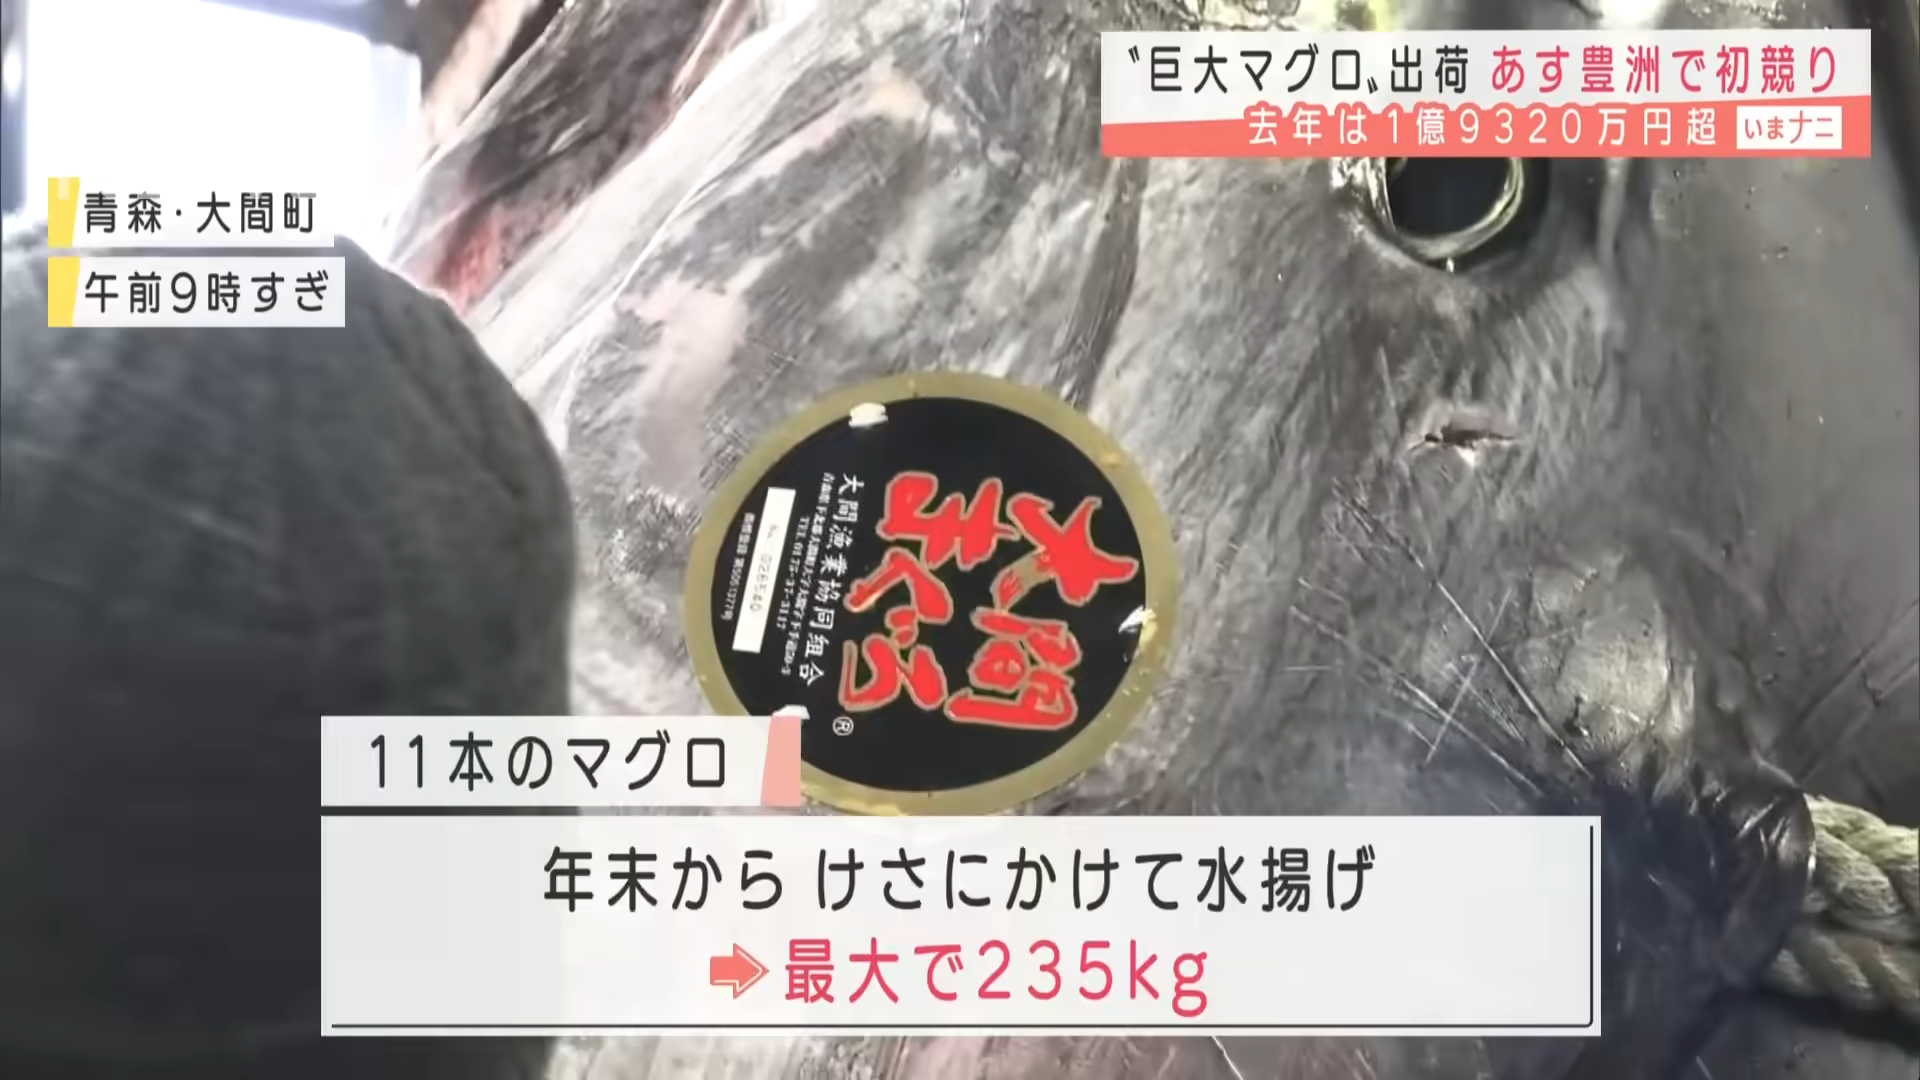 〝巨大マグロ〟出荷 あす豊洲で初競り
去年は1億9320万円超 いまナニ
青森・大間町
午前9時すぎ
大間
まぐろ
®
大間漁業協同組合
No. 026540
11本のマグロ
年末から けさにかけて水揚げ
➡最大で235kg